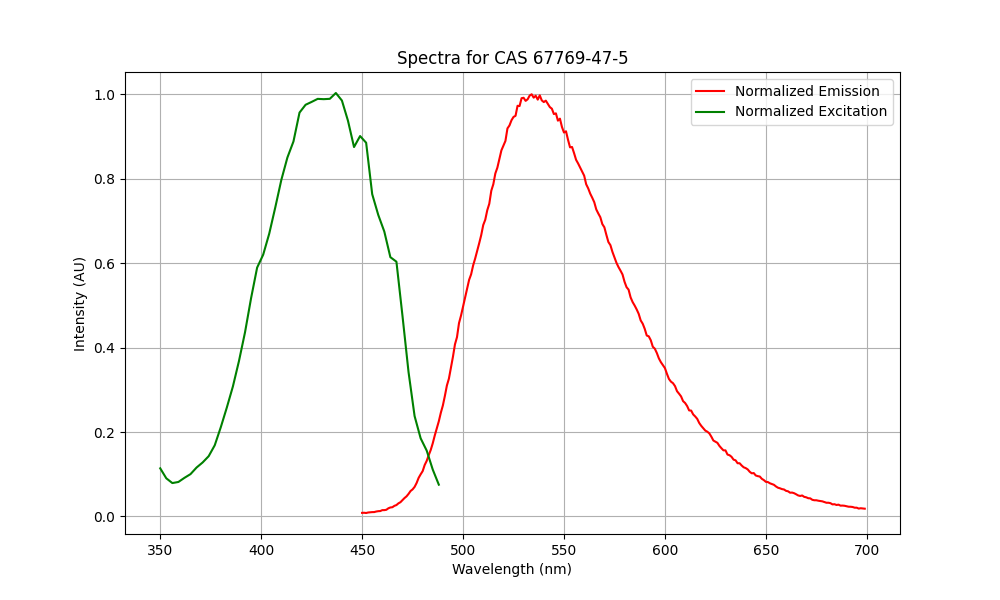 Spectra for CAS 67769-47-5
Normalized Emission
Normalized Excitation
Intensity (AU)
1.0
0.8
0.6
0.4
0.2
0.0
350 400 450 500 550 600 650 700
Wavelength (nm)